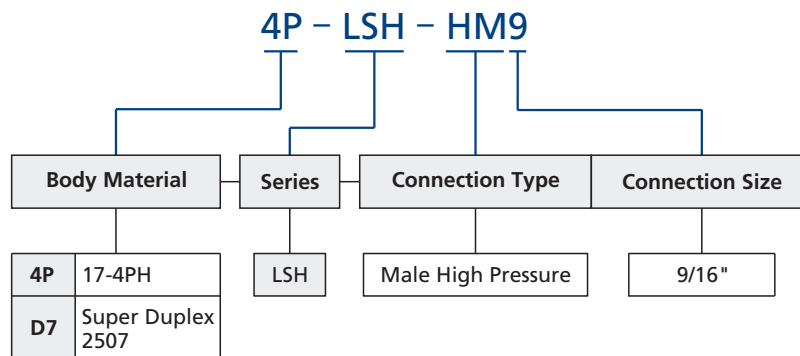 4P – LSH – HM9
Body Material
Series
Connection Type
Connection Size
4P 17-4PH
D7 Super Duplex
2507
LSH
Male High Pressure
9/16"